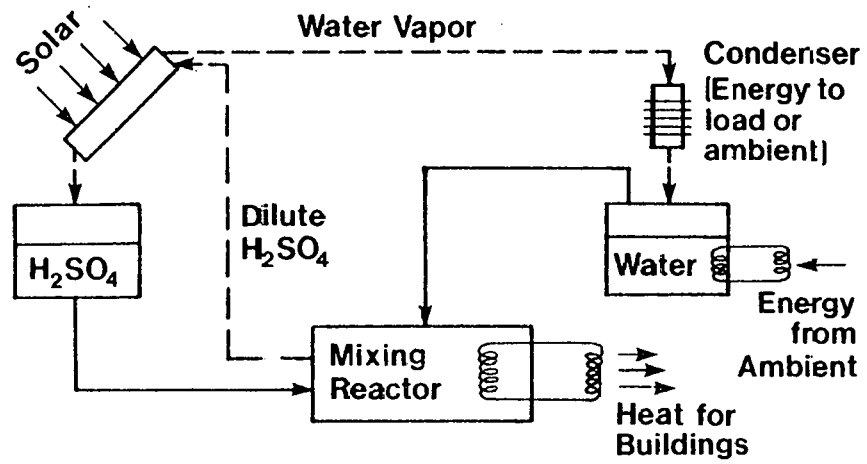 Solar
Water Vapor
Condenser
(Energy to
load or
ambient)
Dilute
H₂SO₄
H₂SO₄
Water
Energy
from
Ambient
Mixing
Reactor
Heat for
Buildings